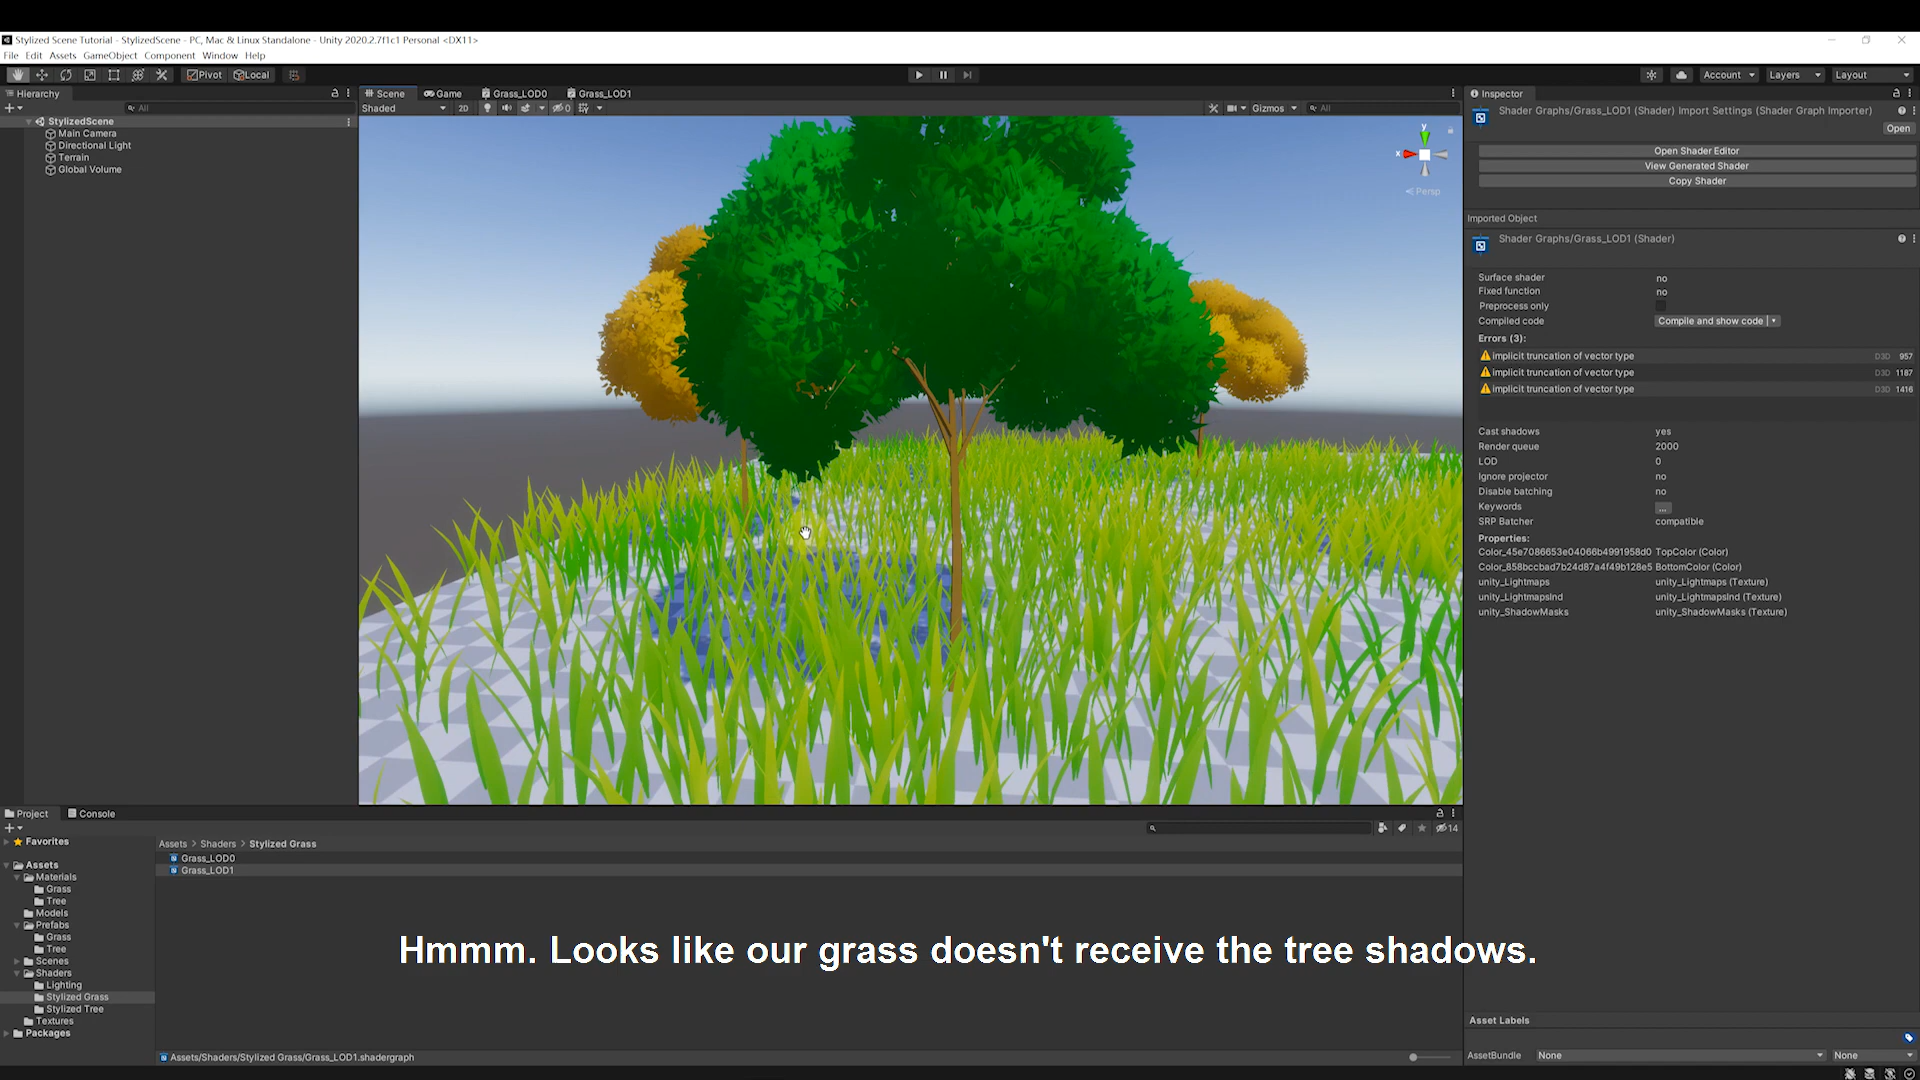 Stylized Scene Tutorial - StylizedScene - PC, Mac & Linux Standalone - Unity 2020.2.7f1c1 Personal <DX11>
File Edit Assets GameObject Component Window Help
Pivot Local Account Layers Layout
Hierarchy
All
StylizedScene
Main Camera
Directional Light
Terrain
Global Volume
Scene Game Grass_LOD0 Grass_LOD1
Shaded 2D 0 Gizmos All
y
x
Persp
Inspector
Shader Graphs/Grass_LOD1 (Shader) Import Settings (Shader Graph Importer)
Open
Open Shader Editor
View Generated Shader
Copy Shader
Imported Object
Shader Graphs/Grass_LOD1 (Shader)
Surface shader no
Fixed function no
Preprocess only
Compiled code Compile and show code
Errors (3):
implicit truncation of vector type D3D 957
implicit truncation of vector type D3D 1187
implicit truncation of vector type D3D 1416
Cast shadows yes
Render queue 2000
LOD 0
Ignore projector no
Disable batching no
Keywords ...
SRP Batcher compatible
Properties:
Color_45e7086653e04066b4991958d0 TopColor (Color)
Color_858bccbad7b24d87a4f49b128e5 BottomColor (Color)
unity_Lightmaps unity_Lightmaps (Texture)
unity_LightmapsInd unity_LightmapsInd (Texture)
unity_ShadowMasks unity_ShadowMasks (Texture)
Project Console
14
Favorites
Assets
Materials
Grass
Tree
Models
Prefabs
Grass
Tree
Scenes
Shaders
Lighting
Stylized Grass
Stylized Tree
Textures
Packages
Assets > Shaders > Stylized Grass
Grass_LOD0
Grass_LOD1
Hmmm. Looks like our grass doesn't receive the tree shadows.
Assets/Shaders/Stylized Grass/Grass_LOD1.shadergraph
Asset Labels
AssetBundle None None